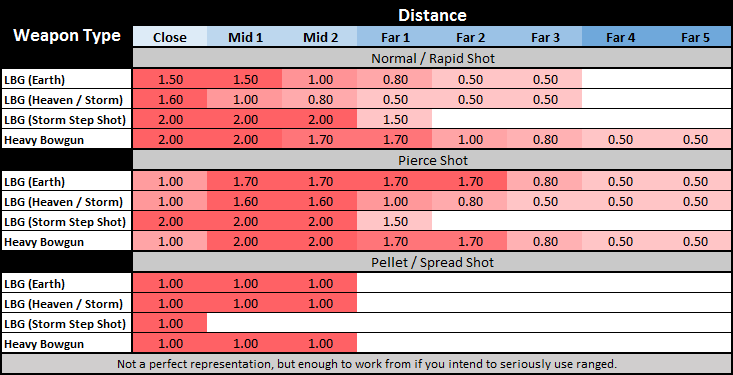 Distance
Weapon Type Close Mid 1 Mid 2 Far 1 Far 2 Far 3 Far 4 Far 5
Normal / Rapid Shot
LBG (Earth) 1.50 1.50 1.00 0.80 0.50 0.50
LBG (Heaven / Storm) 1.60 1.00 0.80 0.50 0.50 0.50
LBG (Storm Step Shot) 2.00 2.00 2.00 1.50
Heavy Bowgun 2.00 2.00 1.70 1.70 1.00 0.80 0.50 0.50
Pierce Shot
LBG (Earth) 1.00 1.70 1.70 1.70 1.70 0.80 0.50 0.50
LBG (Heaven / Storm) 1.00 1.60 1.60 1.00 0.80 0.50 0.50 0.50
LBG (Storm Step Shot) 2.00 2.00 2.00 1.50
Heavy Bowgun 1.00 2.00 2.00 1.70 1.70 0.80 0.50 0.50
Pellet / Spread Shot
LBG (Earth) 1.00 1.00 1.00
LBG (Heaven / Storm) 1.00 1.00 1.00
LBG (Storm Step Shot) 1.00
Heavy Bowgun 1.00 1.00 1.00
Not a perfect representation, but enough to work from if you intend to seriously use ranged.